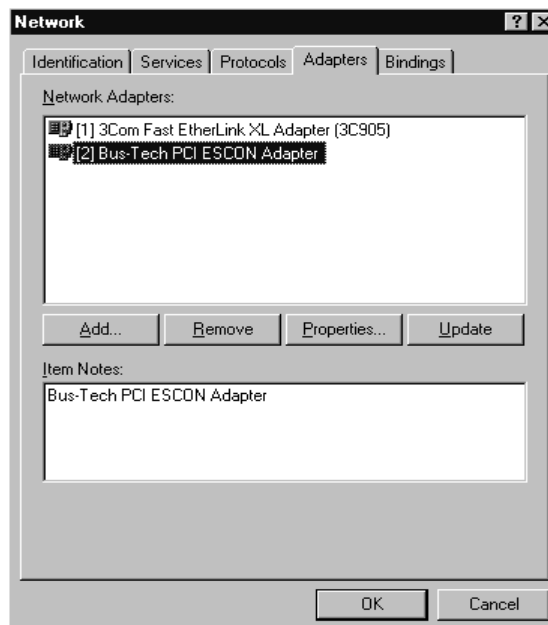 Network
Identification Services Protocols Adapters Bindings
Network Adapters:
[1] 3Com Fast EtherLink XL Adapter (3C905)
[2] Bus-Tech PCI ESCON Adapter
Add... Remove Properties... Update
Item Notes:
Bus-Tech PCI ESCON Adapter
OK Cancel